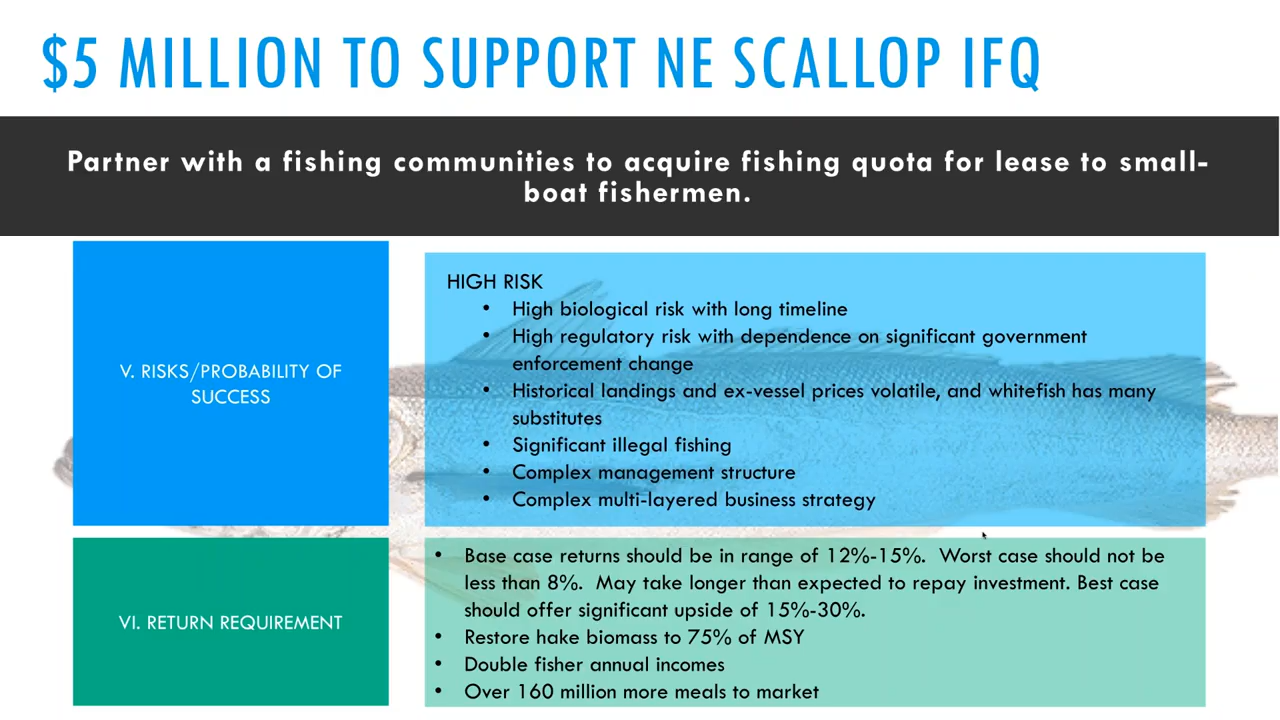 $5 MILLION TO SUPPORT NE SCALLOP IFQ
Partner with a fishing communities to acquire fishing quota for lease to small-
boat fishermen.
V. RISKS/PROBABILITY OF
SUCCESS
HIGH RISK
• High biological risk with long timeline
• High regulatory risk with dependence on significant government
enforcement change
• Historical landings and ex-vessel prices volatile, and whitefish has many
substitutes
• Significant illegal fishing
• Complex management structure
• Complex multi-layered business strategy
VI. RETURN REQUIREMENT
• Base case returns should be in range of 12%-15%. Worst case should not be
less than 8%. May take longer than expected to repay investment. Best case
should offer significant upside of 15%-30%.
• Restore hake biomass to 75% of MSY
• Double fisher annual incomes
• Over 160 million more meals to market